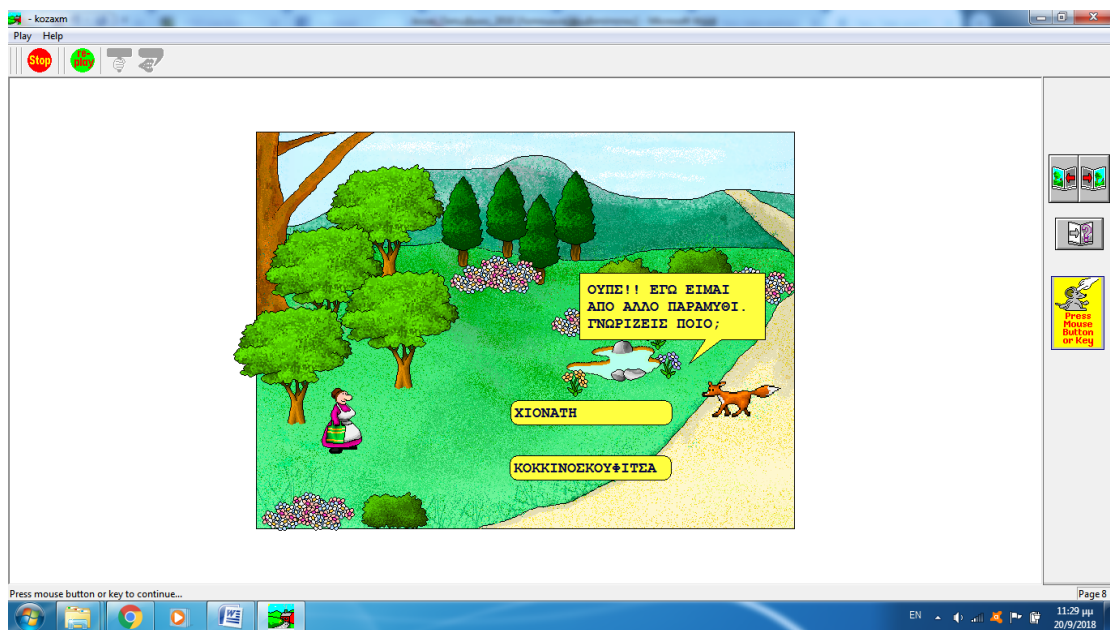 - kozaxm
Play Help
Stop
re-
play
ΟΥΠΣ!! ΕΓΩ ΕΙΜΑΙ
ΑΠΟ ΑΛΛΟ ΠΑΡΑΜΥΘΙ.
ΓΝΩΡΙΖΕΙΣ ΠΟΙΟ;
ΧΙΟΝΑΤΗ
ΚΟΚΚΙΝΟΣΚΟΥΦΙΤΣΑ
Press
Mouse
Button
or Key
Press mouse button or key to continue...
Page 8
EN
11:29 μμ
20/9/2018